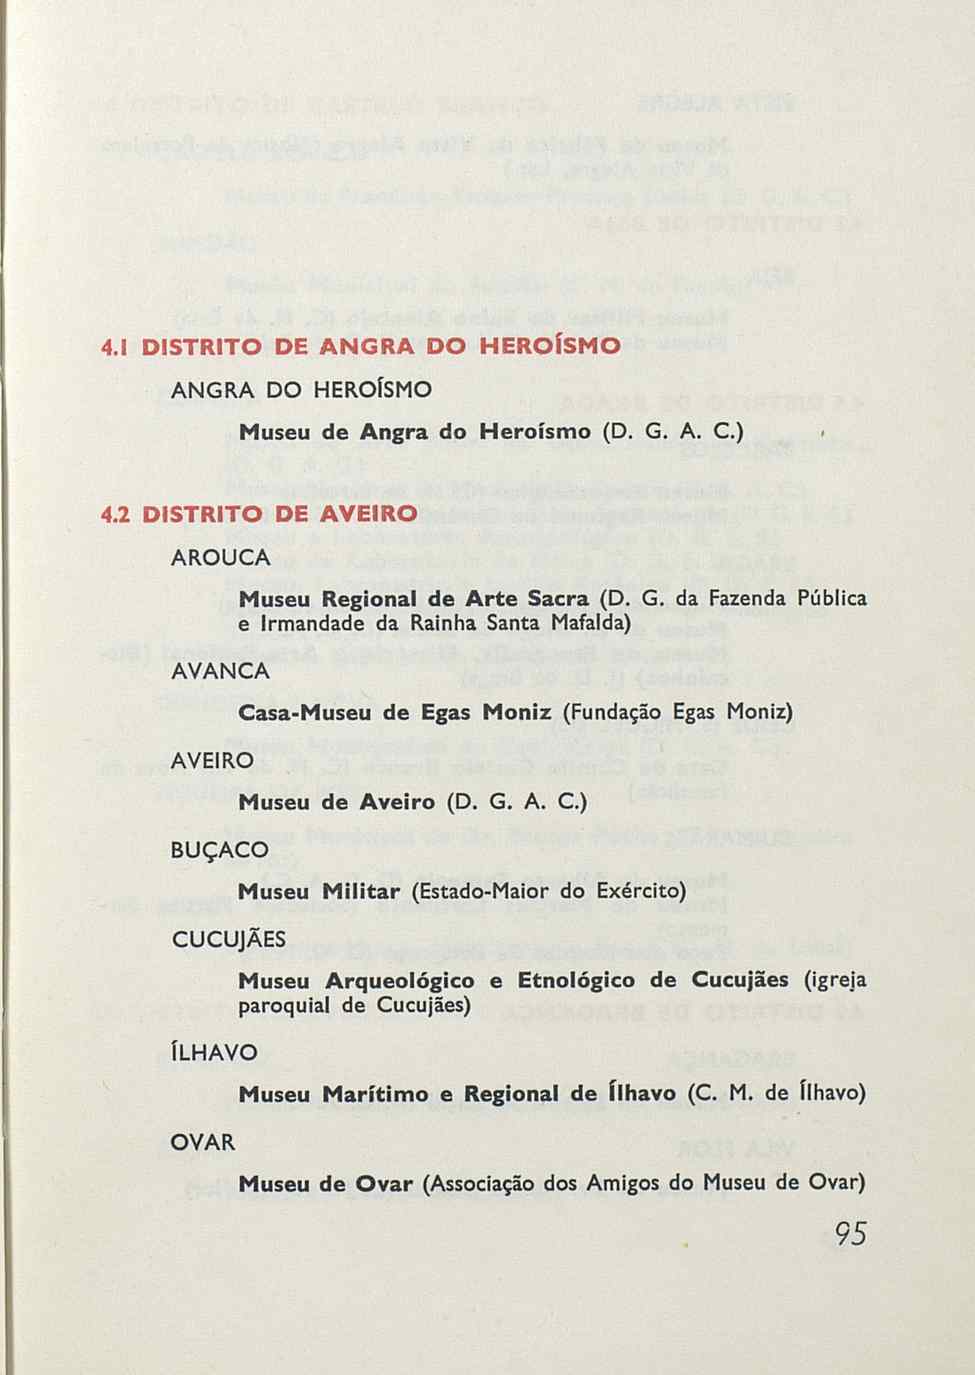 4.1 DISTRITO DE ANGRA DO HEROÍSMO
ANGRA DO HEROÍSMO
Museu de Angra do Heroísmo (D. G. A. C.)
4.2 DISTRITO DE AVEIRO
AROUCA
Museu Regional de Arte Sacra (D. G. da Fazenda Pública
e Irmandade da Rainha Santa Mafalda)
AVANCA
Casa-Museu de Egas Moniz (Fundação Egas Moniz)
AVEIRO
Museu de Aveiro (D. G. A. C.)
BUÇACO
Museu Militar (Estado-Maior do Exército)
CUCUJÃES
Museu Arqueológico e Etnológico de Cucujães (igreja
paroquial de Cucujães)
ÍLHAVO
Museu Marítimo e Regional de Ílhavo (C. M. de Ílhavo)
OVAR
Museu de Ovar (Associação dos Amigos do Museu de Ovar)
95